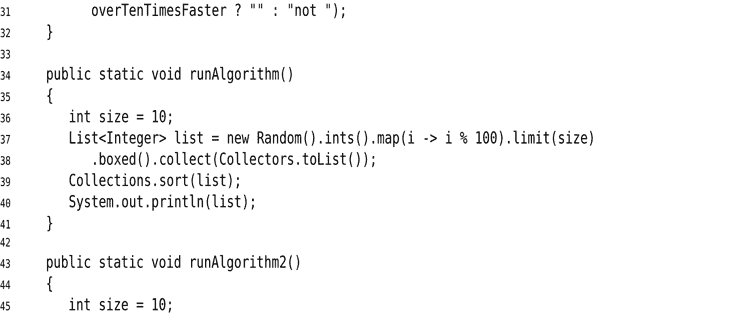 31            overTenTimesFaster ? "" : "not ");
32      }
33
34      public static void runAlgorithm()
35      {
36         int size = 10;
37         List<Integer> list = new Random().ints().map(i -> i % 100).limit(size)
38            .boxed().collect(Collectors.toList());
39         Collections.sort(list);
40         System.out.println(list);
41      }
42
43      public static void runAlgorithm2()
44      {
45         int size = 10;